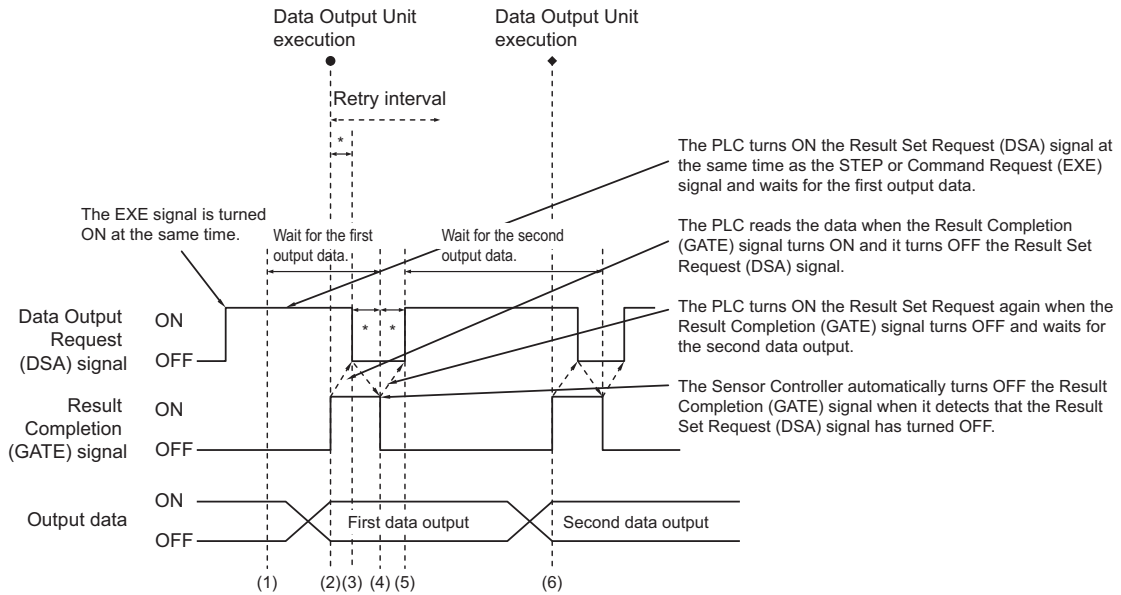 Data Output Unit
execution
Data Output Unit
execution
Retry interval
*
The PLC turns ON the Result Set Request (DSA) signal at
the same time as the STEP or Command Request (EXE)
signal and waits for the first output data.
The EXE signal is turned
ON at the same time.
Wait for the first
output data.
Wait for the second
output data.
The PLC reads the data when the Result Completion
(GATE) signal turns ON and it turns OFF the Result Set
Request (DSA) signal.
Data Output
Request
(DSA) signal
ON
OFF
*
*
The PLC turns ON the Result Set Request again when the
Result Completion (GATE) signal turns OFF and waits for
the second data output.
Result
Completion
(GATE) signal
ON
OFF
The Sensor Controller automatically turns OFF the Result
Completion (GATE) signal when it detects that the Result
Set Request (DSA) signal has turned OFF.
Output data
ON
OFF
First data output
Second data output
(1)
(2)
(3)
(4)
(5)
(6)